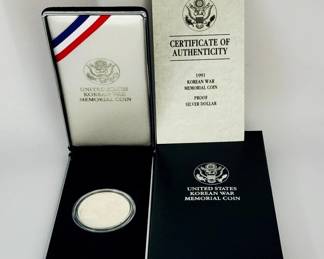 UNITED STATES
KOREAN WAR
MEMORIAL COIN
CERTIFICATE OF
AUTHENTICITY
1991
KOREAN WAR
MEMORIAL COIN
PROOF
SILVER DOLLAR
UNITED STATES
KOREAN WAR
MEMORIAL COIN